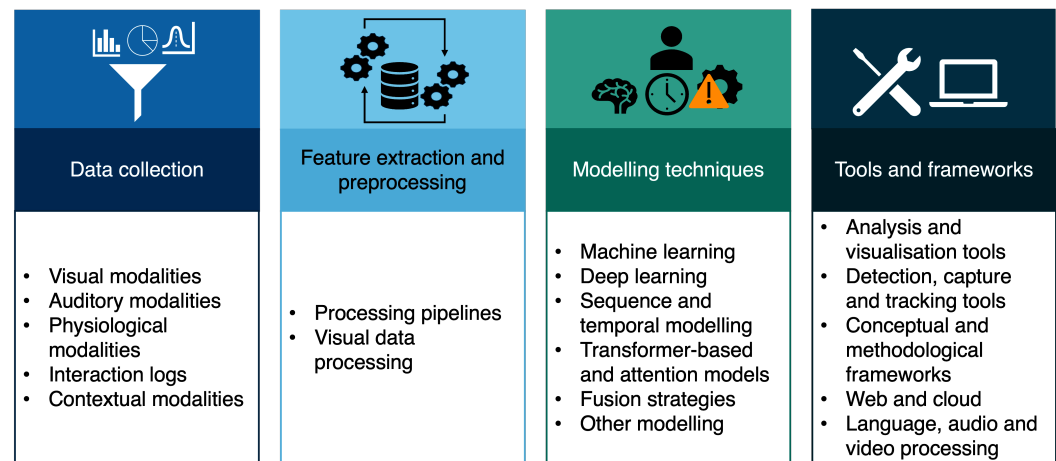 Data collection
• Visual modalities
• Auditory modalities
• Physiological
modalities
• Interaction logs
• Contextual modalities
Feature extraction and
preprocessing
• Processing pipelines
• Visual data
processing
Modelling techniques
• Machine learning
• Deep learning
• Sequence and
temporal modelling
• Transformer-based
and attention models
• Fusion strategies
• Other modelling
Tools and frameworks
• Analysis and
visualisation tools
• Detection, capture
and tracking tools
• Conceptual and
methodological
frameworks
• Web and cloud
• Language, audio and
video processing